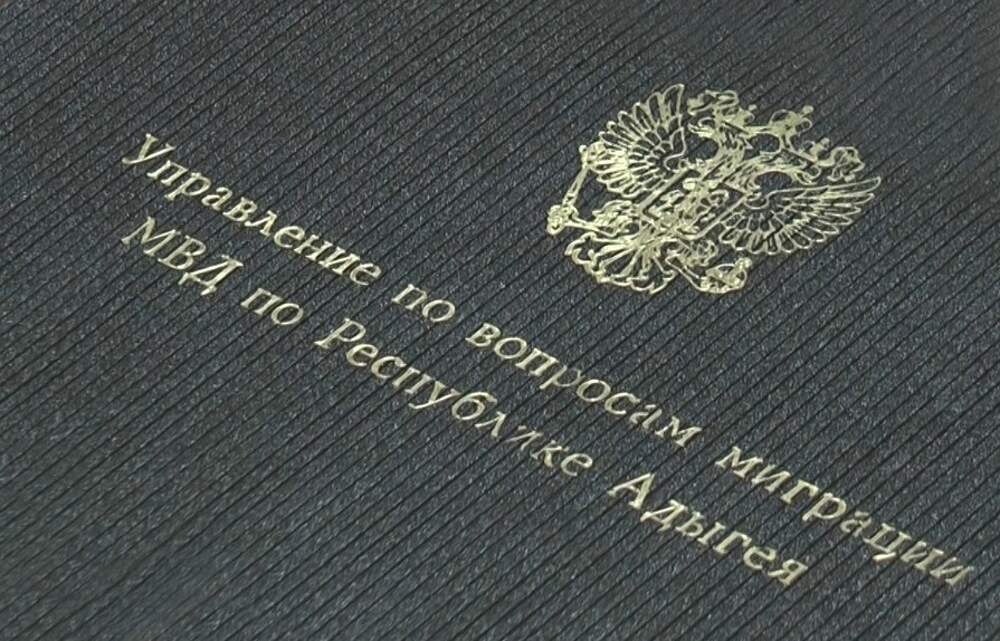 Управление по вопросам миграции
МВД по Республике Адыгея